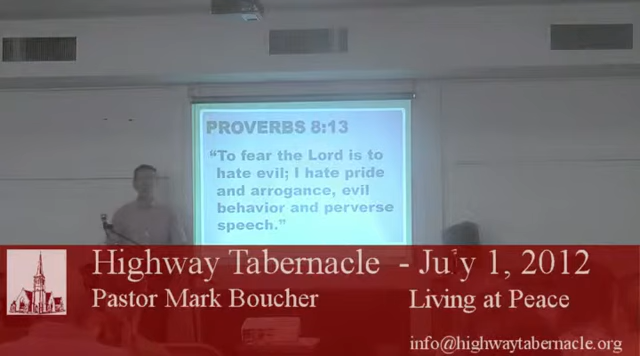 PROVERBS 8:13
“To fear the Lord is to
hate evil; I hate pride
and arrogance, evil
behavior and perverse
speech.”
Highway Tabernacle - July 1, 2012
Pastor Mark Boucher
Living at Peace
info@highwaytabernacle.org